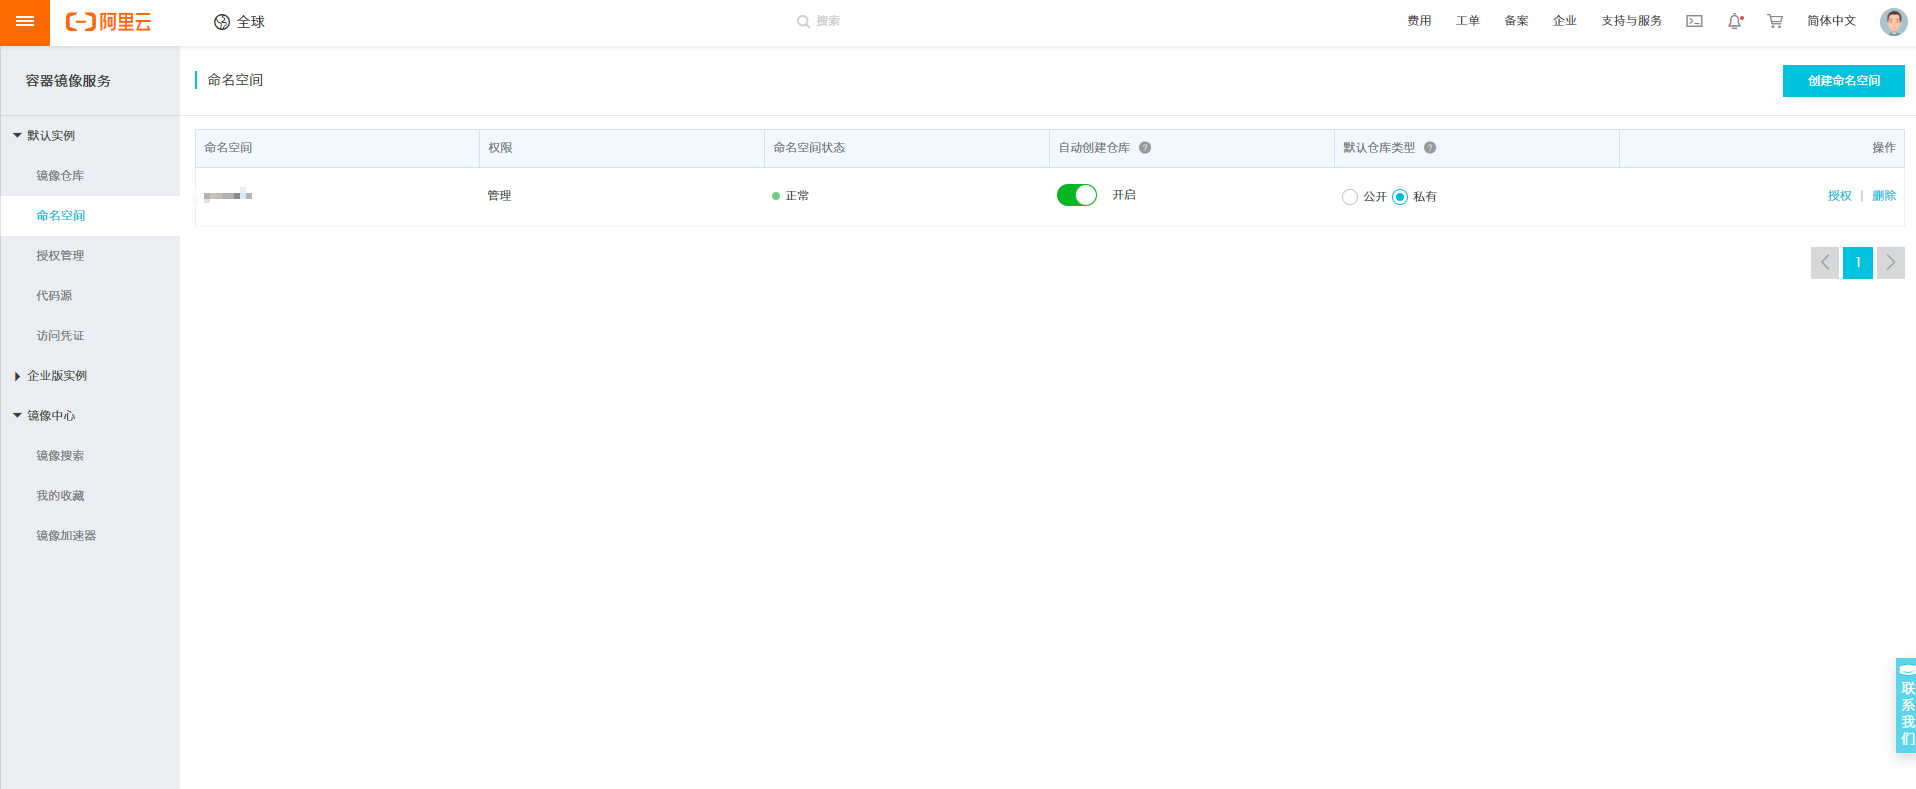 阿里云 全球 搜索 费用 工单 备案 企业 支持与服务 简体中文
容器镜像服务
默认实例
镜像仓库
命名空间
授权管理
代码源
访问凭证
企业版实例
镜像中心
镜像搜索
我的收藏
镜像加速器
命名空间 创建命名空间
命名空间 权限 命名空间状态 自动创建仓库 ? 默认仓库类型 ? 操作
管理 正常 开启 公开 私有 授权 | 删除
1
联系我们